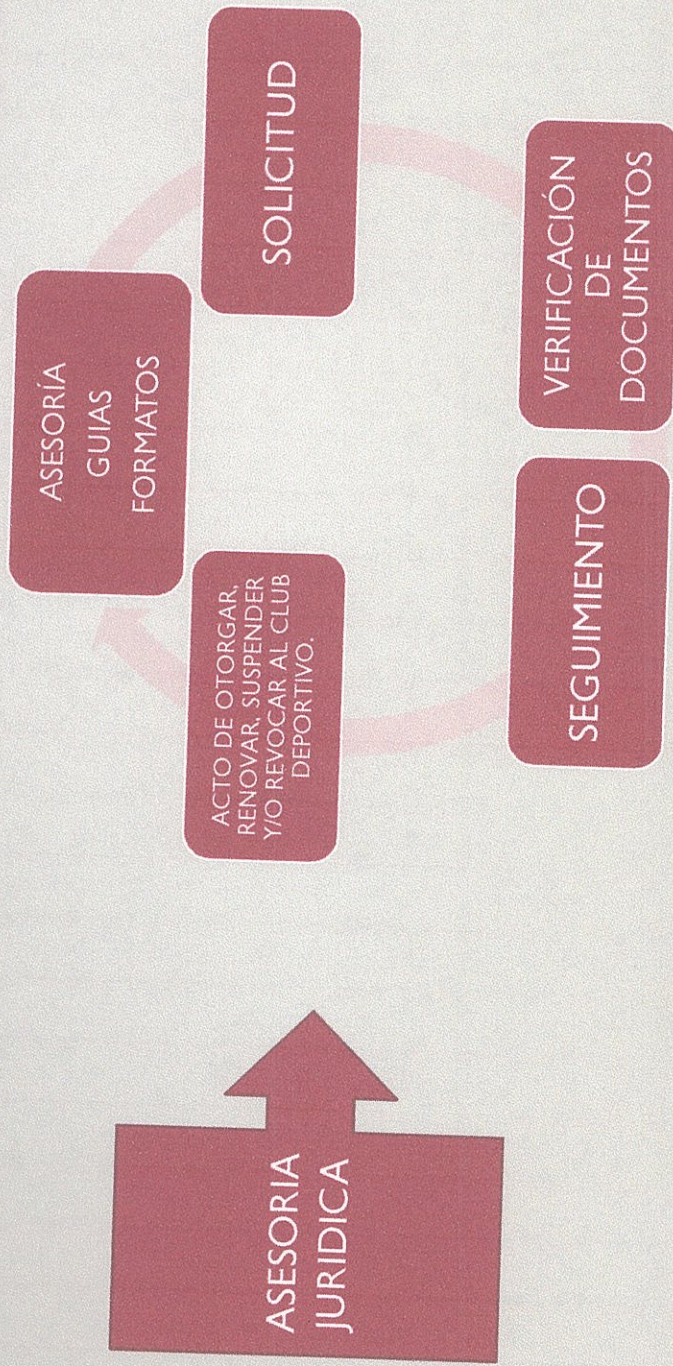 ASESORIA
JURIDICA
ASESORÍA
GUIAS
FORMATOS
SOLICITUD
VERIFICACIÓN
DE
DOCUMENTOS
SEGUIMIENTO
ACTO DE OTORGAR,
RENOVAR, SUSPENDER
Y/O REVOCAR AL CLUB
DEPORTIVO.